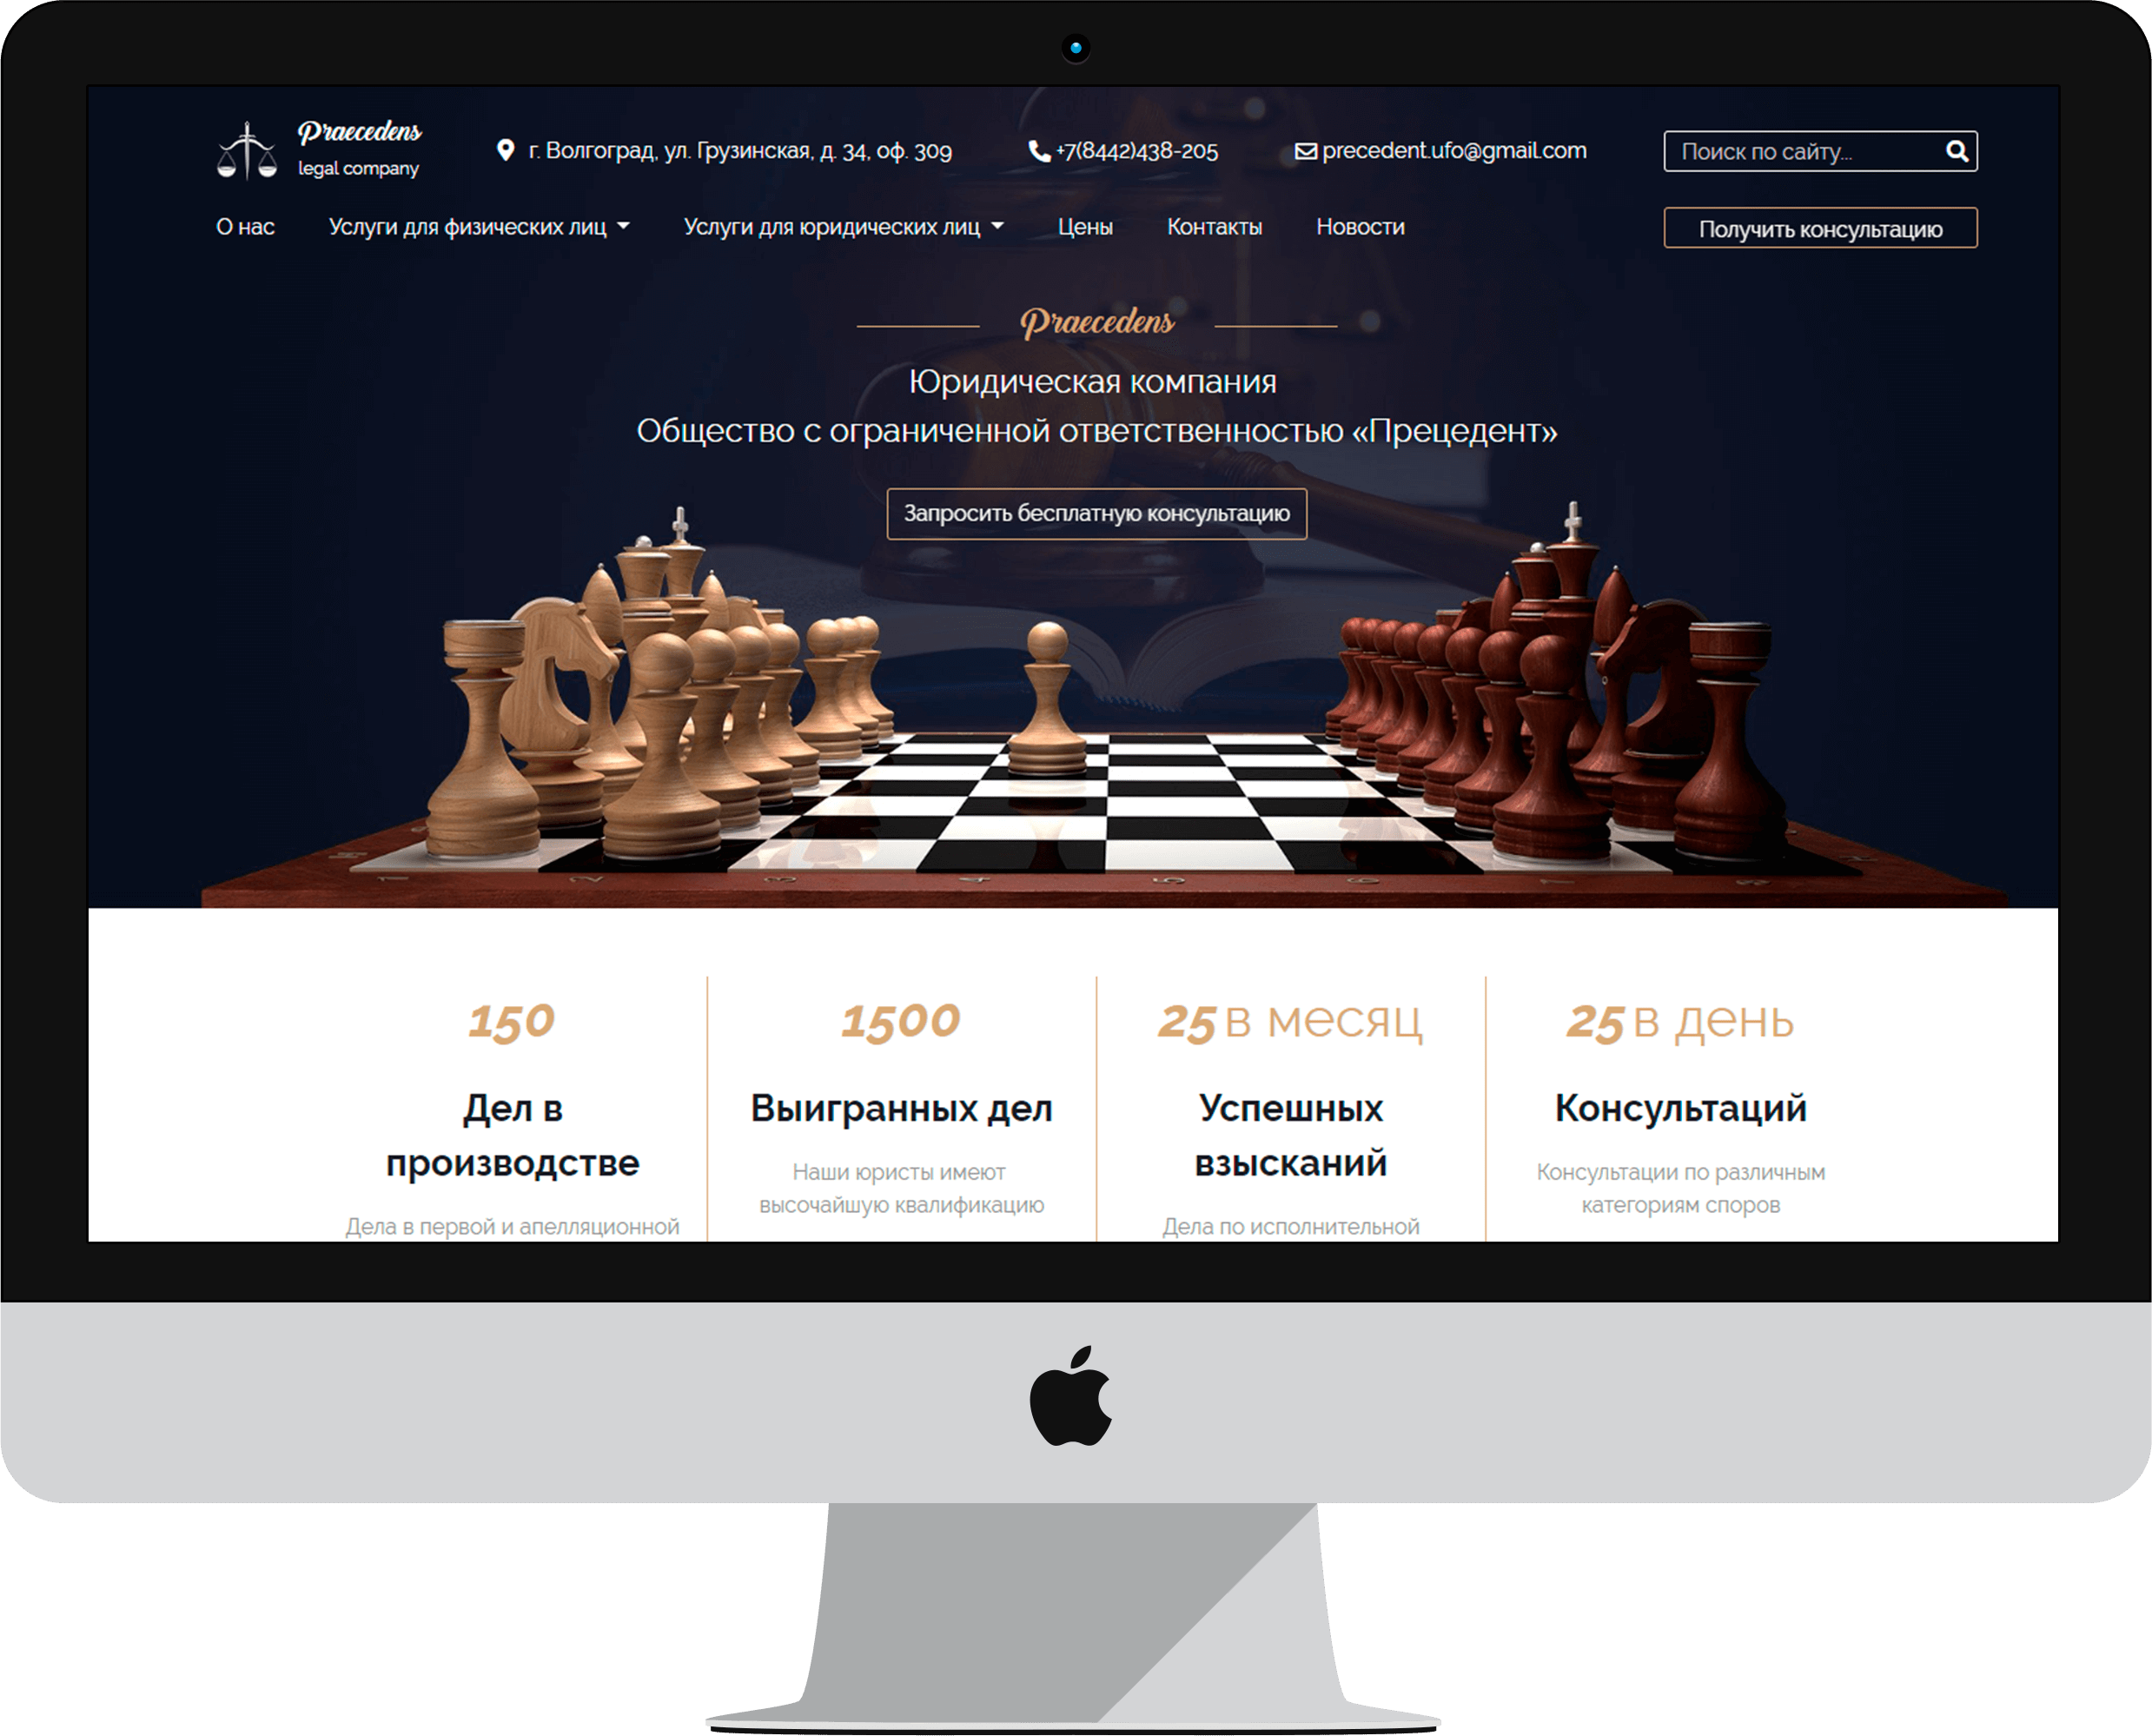 Praecedens
legal company
г. Волгоград, ул. Грузинская, д. 34, оф. 309
+7(8442)438-205
precedent.ufo@gmail.com
Поиск по сайту...
О нас
Услуги для физических лиц
Услуги для юридических лиц
Цены
Контакты
Новости
Получить консультацию
Praecedens
Юридическая компания
Общество с ограниченной ответственностью «Прецедент»
Запросить бесплатную консультацию
150
Дел в
производстве
Дела в первой и апелляционной
1500
Выигранных дел
Наши юристы имеют
высочайшую квалификацию
25 в месяц
Успешных
взысканий
Дела по исполнительной
25 в день
Консультаций
Консультации по различным
категориям споров